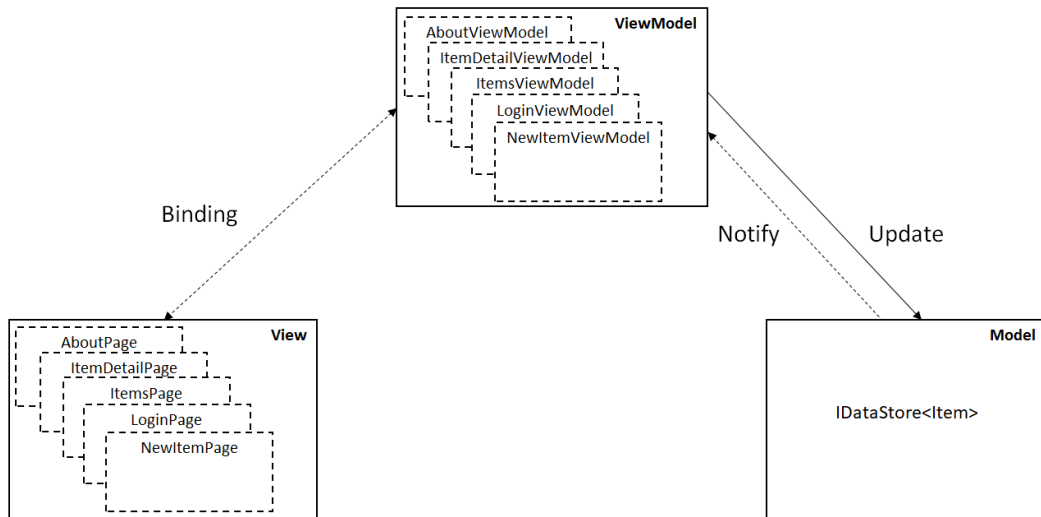 ViewModel
AboutViewModel
ItemDetailViewModel
ItemsViewModel
LoginViewModel
NewItemViewModel
Binding
Notify
Update
View
AboutPage
ItemDetailPage
ItemsPage
LoginPage
NewItemPage
Model
IDataStore<Item>